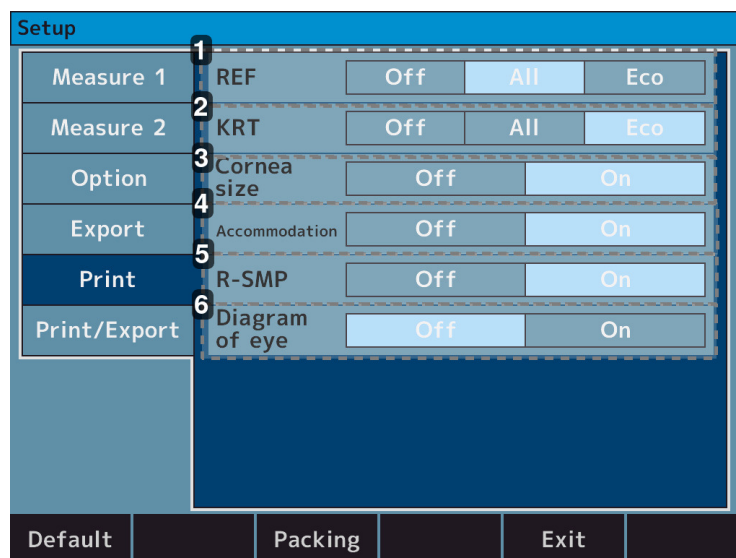 Setup
Measure 1
Measure 2
Option
Export
Print
Print/Export
1
REF Off All Eco
2
KRT Off All Eco
3
Cornea
size Off On
4
Accommodation Off On
5
R-SMP Off On
6
Diagram
of eye Off On
Default Packing Exit